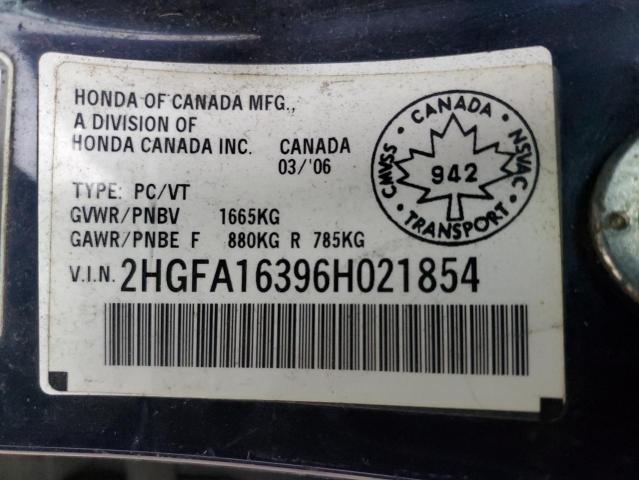 HONDA OF CANADA MFG.,
A DIVISION OF
HONDA CANADA INC. CANADA
03/'06
TYPE: PC/VT
GVWR/PNBV 1665KG
GAWR/PNBE F 880KG R 785KG
V.I.N. 2HGFA16396H021854
CANADA
CMVSS
NSVAC
942
TRANSPORT